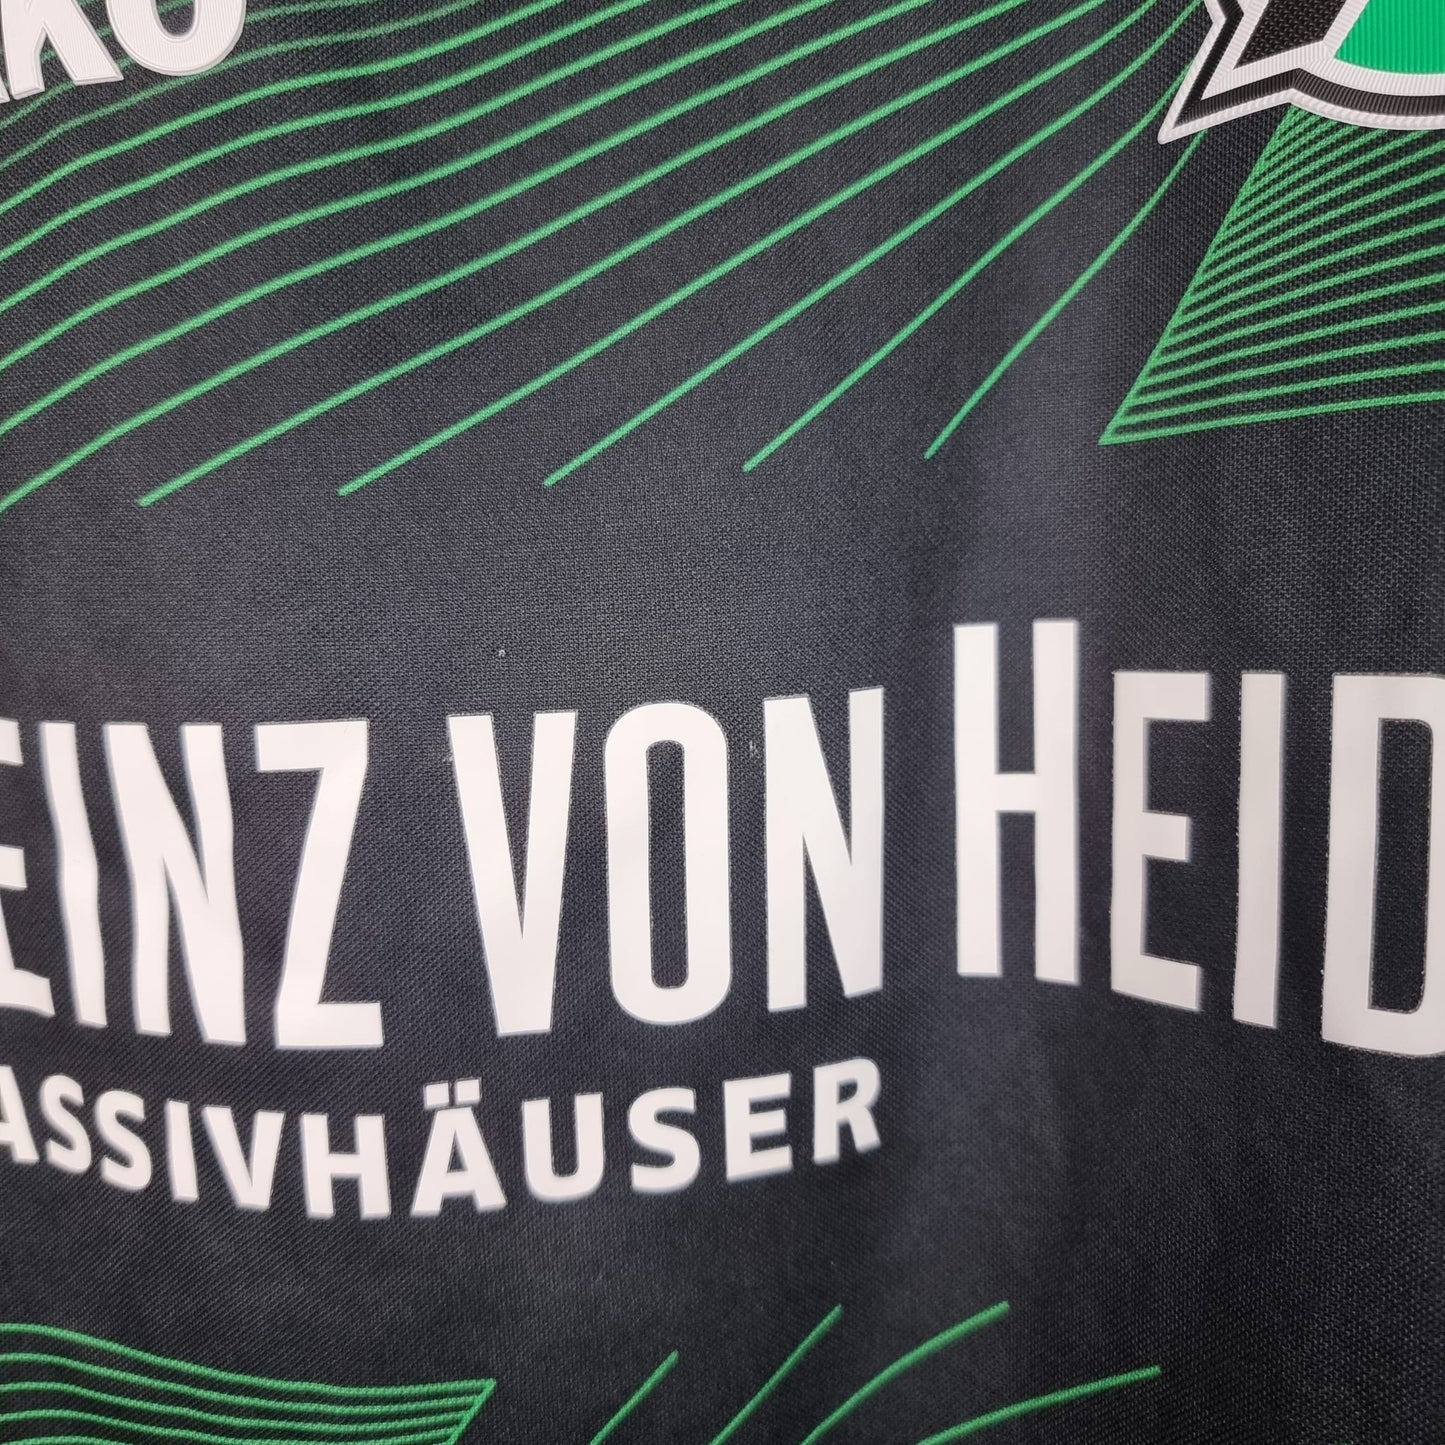 EINZ VON HEID
ASSIVHÄUSER